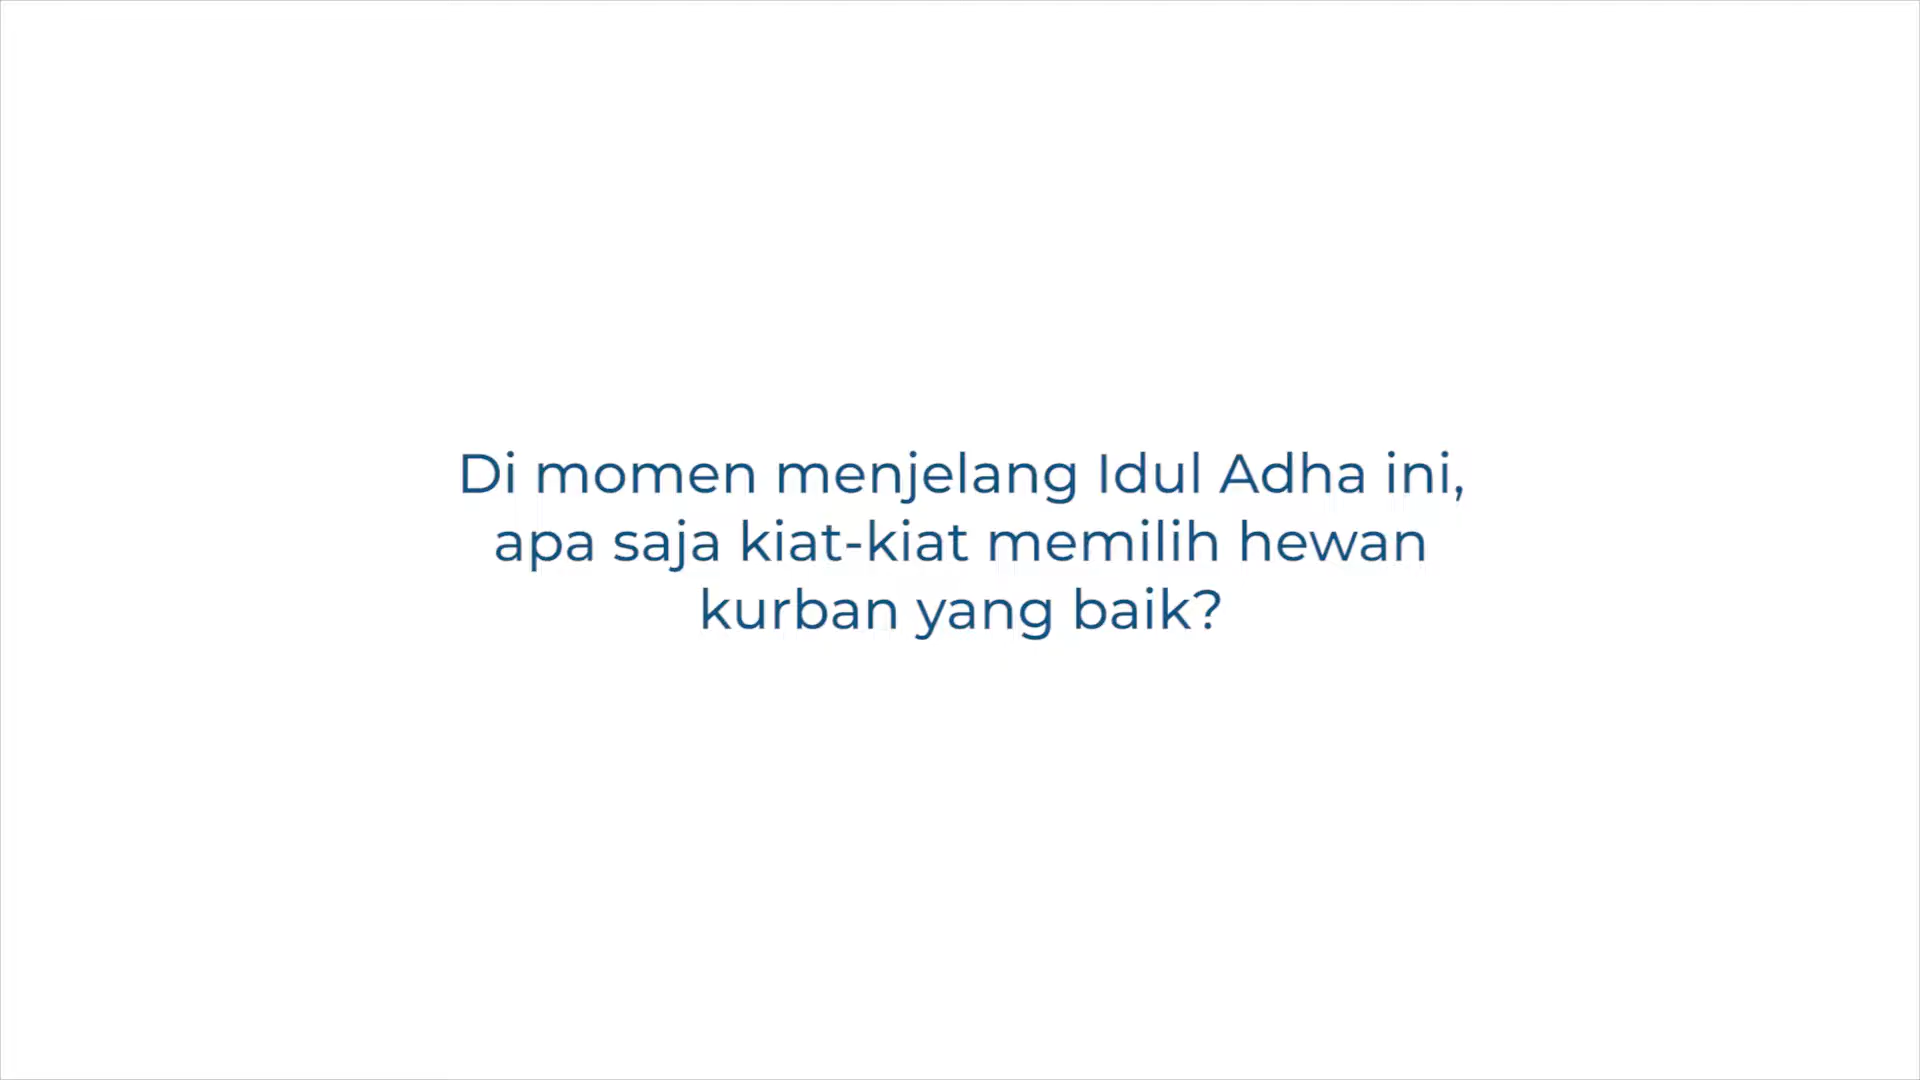 Di momen menjelang Idul Adha ini,
apa saja kiat-kiat memilih hewan
kurban yang baik?